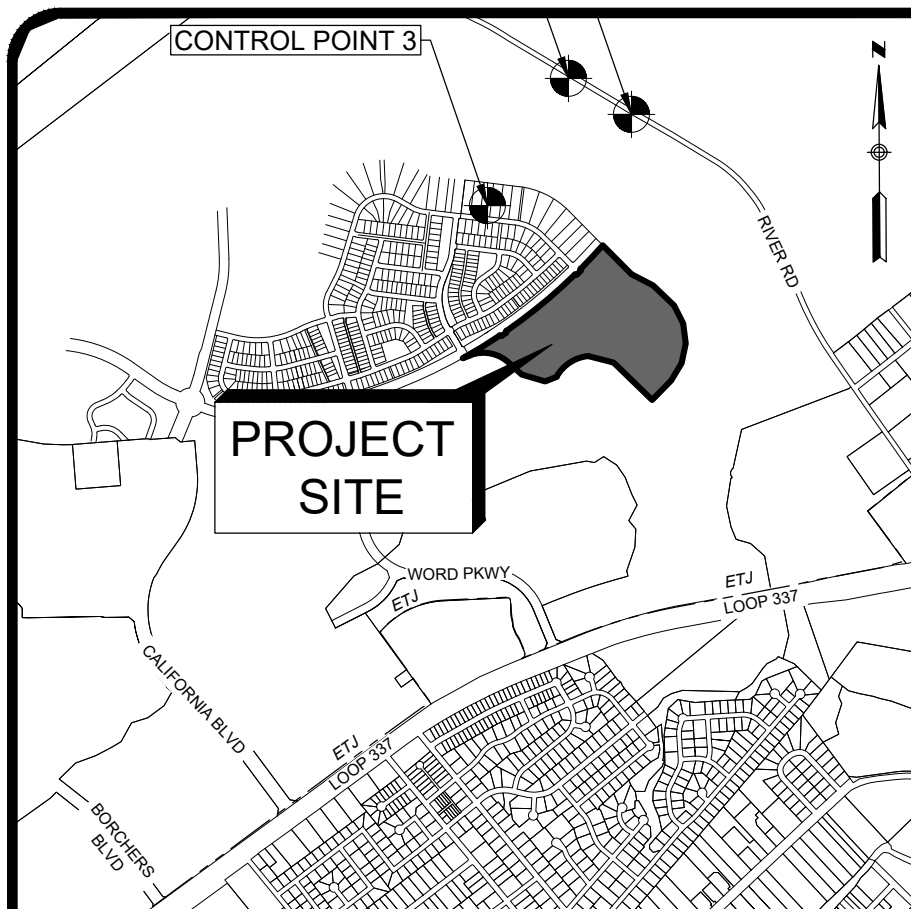 CONTROL POINT 3
N
RIVER RD
PROJECT
SITE
WORD PKWY
ETJ
ETJ
LOOP 337
CALIFORNIA BLVD
ETJ
LOOP 337
BORCHERS
BLVD